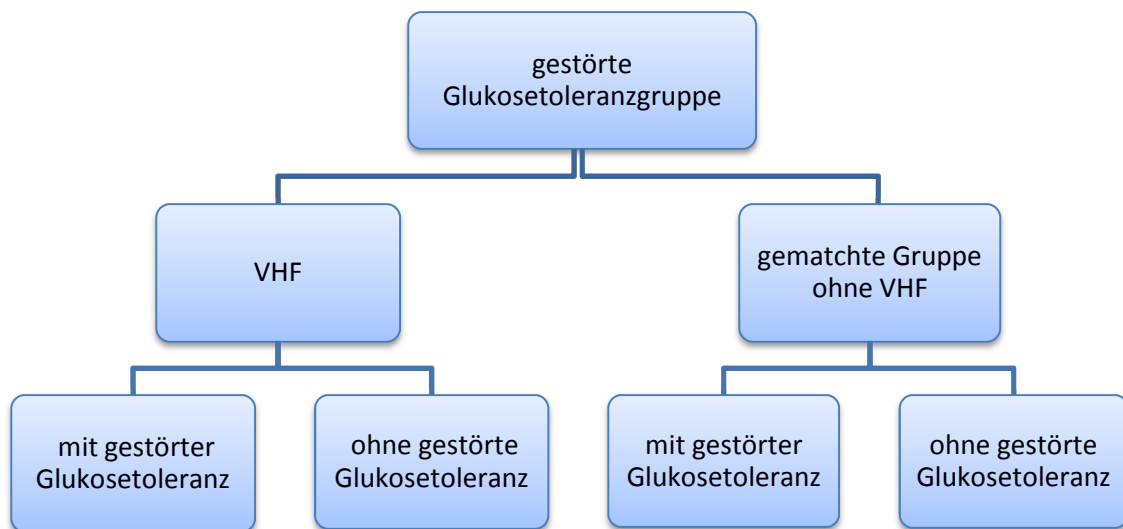 gestörte
Glukosetoleranzgruppe
VHF
gematchte Gruppe
ohne VHF
mit gestörter
Glukosetoleranz
ohne gestörte
Glukosetoleranz
mit gestörter
Glukosetoleranz
ohne gestörte
Glukosetoleranz